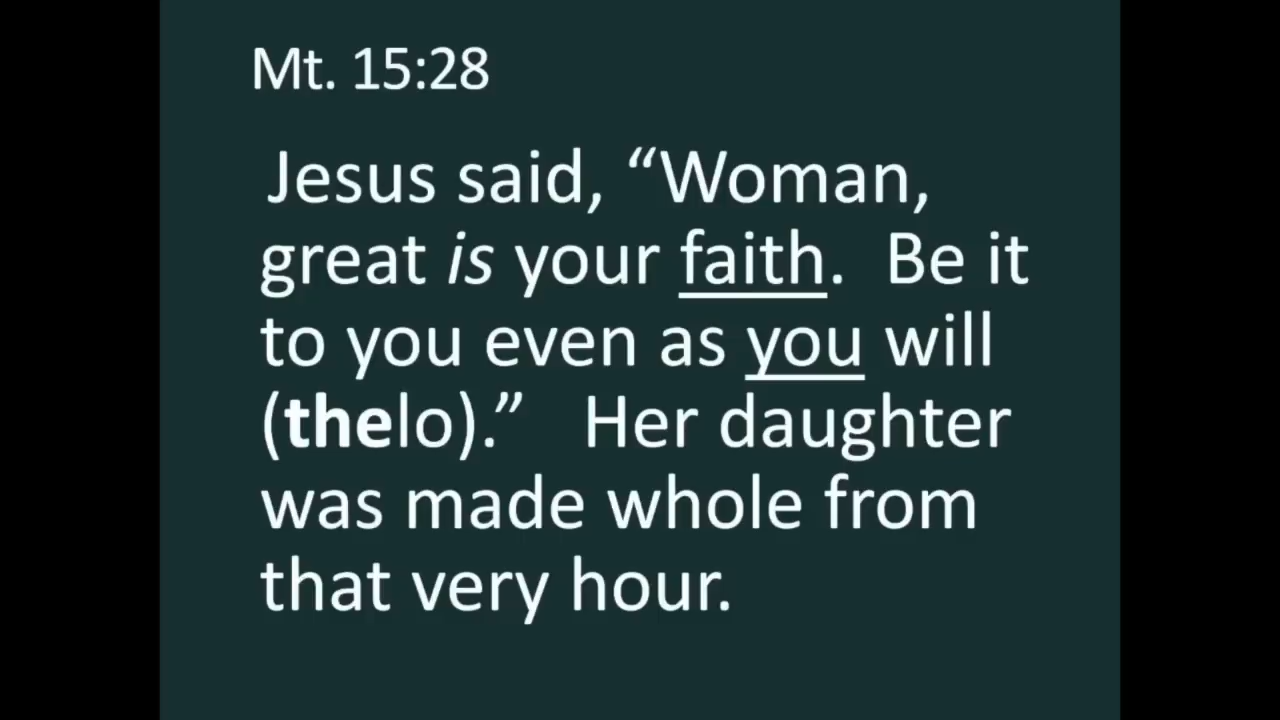 Mt. 15:28
Jesus said, “Woman,
great is your faith.  Be it
to you even as you will
(thelo).”   Her daughter
was made whole from
that very hour.